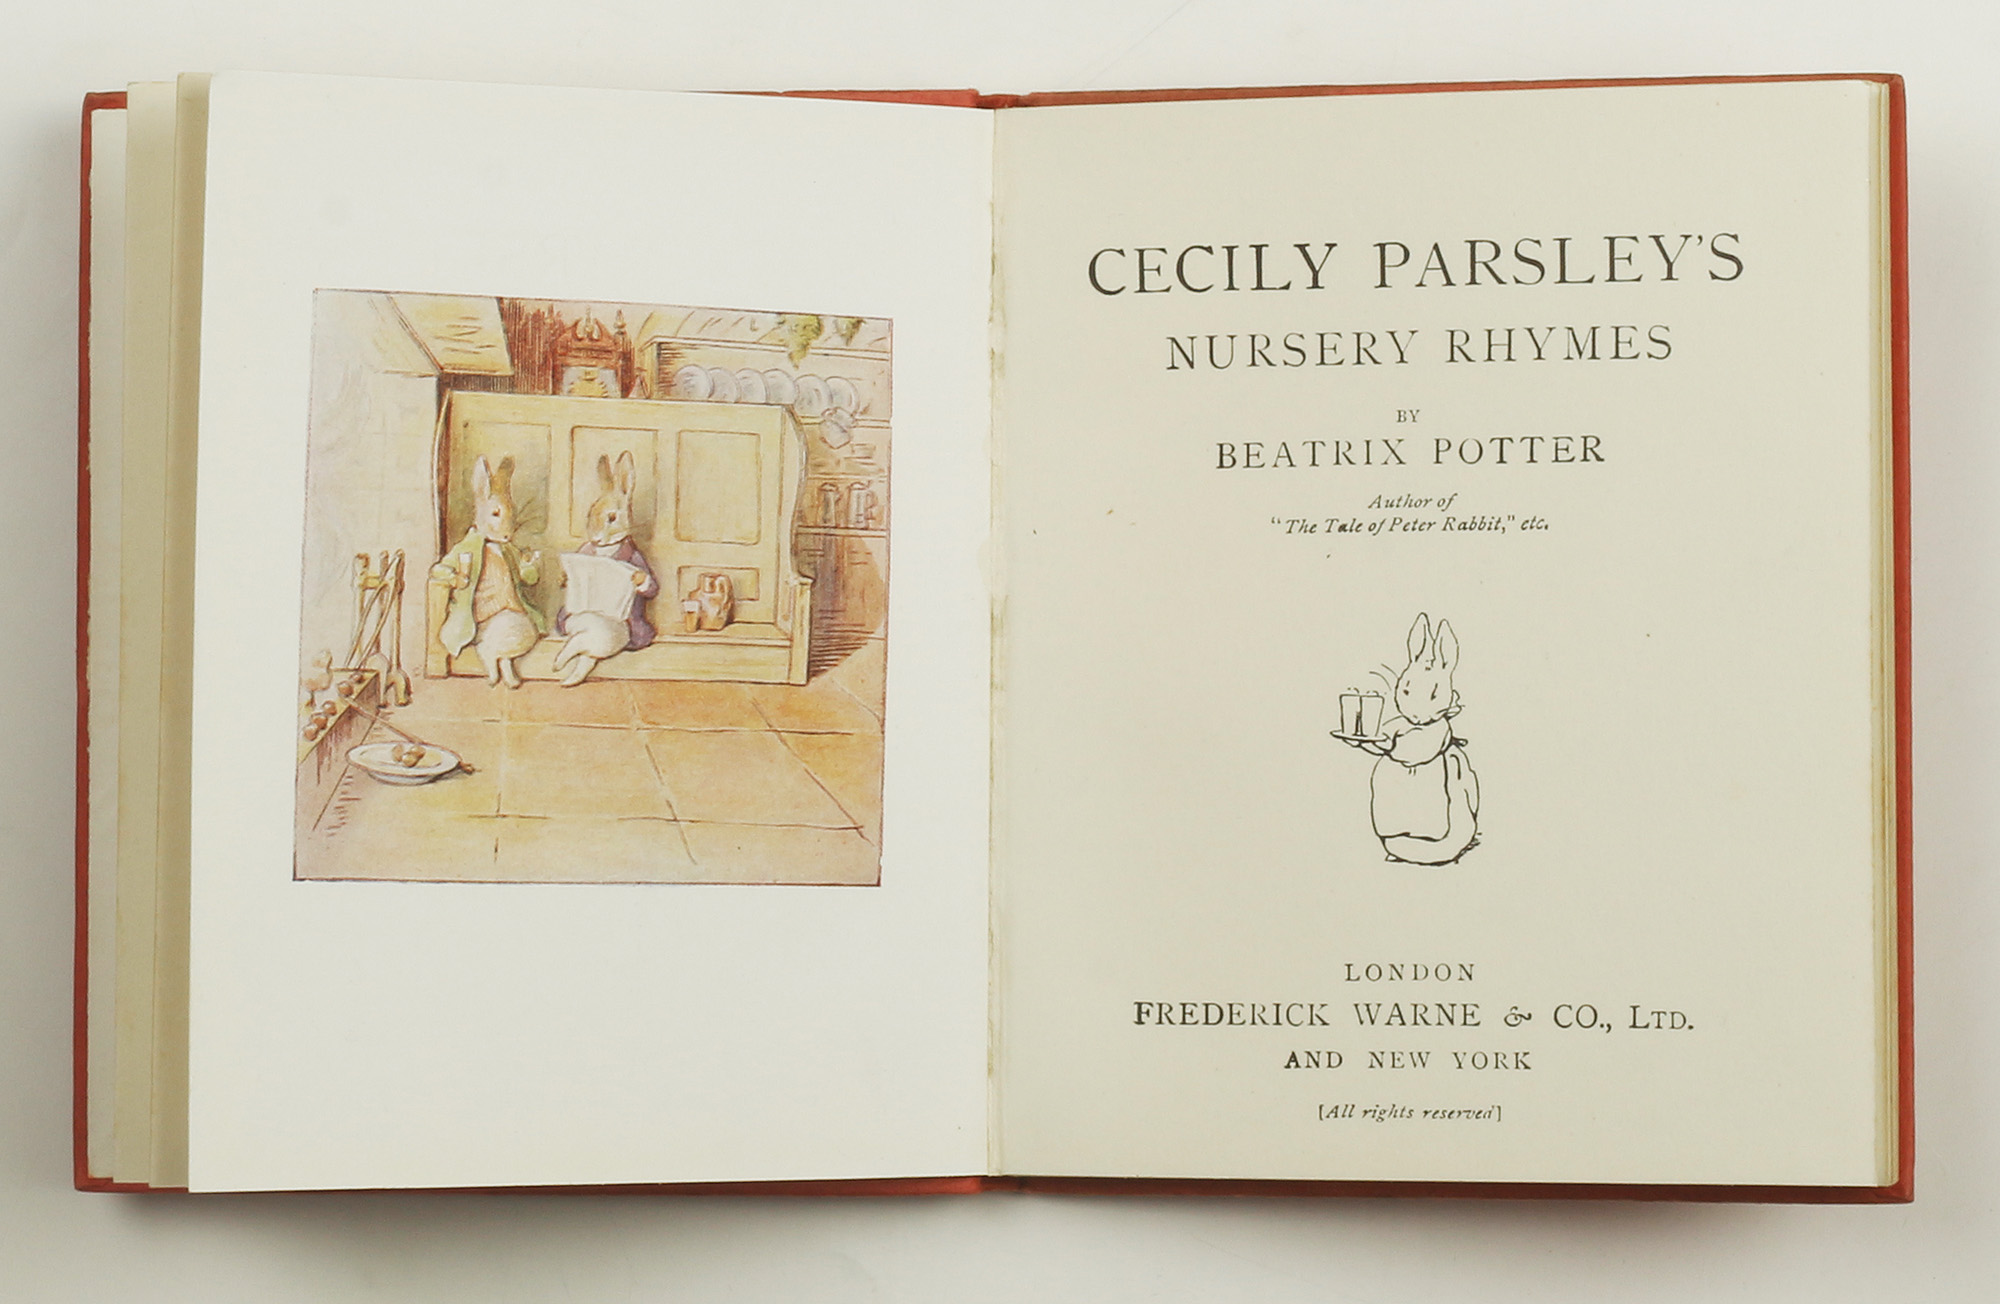 CECILY PARSLEY'S
NURSERY RHYMES
BY
BEATRIX POTTER
Author of
"The Tale of Peter Rabbit," etc.
LONDON
FREDERICK WARNE & CO., LTD.
AND NEW YORK
[All rights reserved]